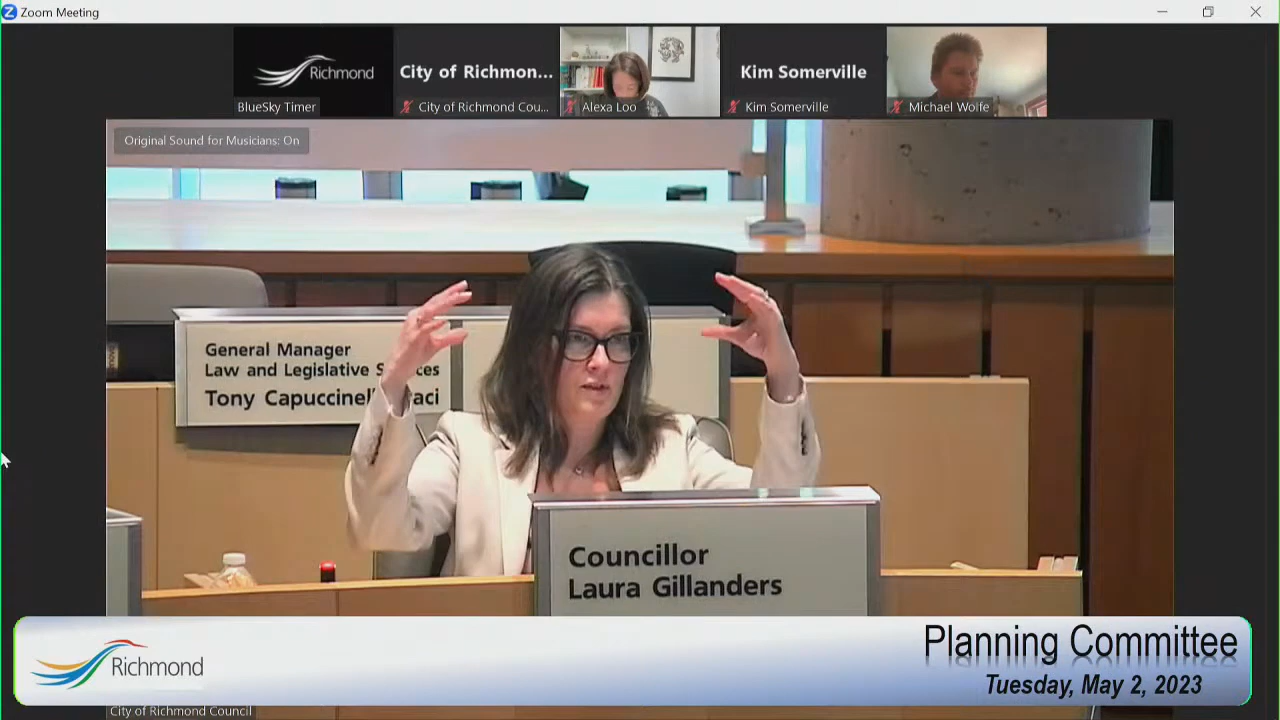 Zoom Meeting
Richmond
City of Richmon...
Kim Somerville
BlueSky Timer
City of Richmond Cou...
Alexa Loo
Kim Somerville
Michael Wolfe
Original Sound for Musicians: On
General Manager
Law and Legislative S
Tony Capuccinel
Councillor
Laura Gillanders
Richmond
Planning Committee
Tuesday, May 2, 2023
City of Richmond Council